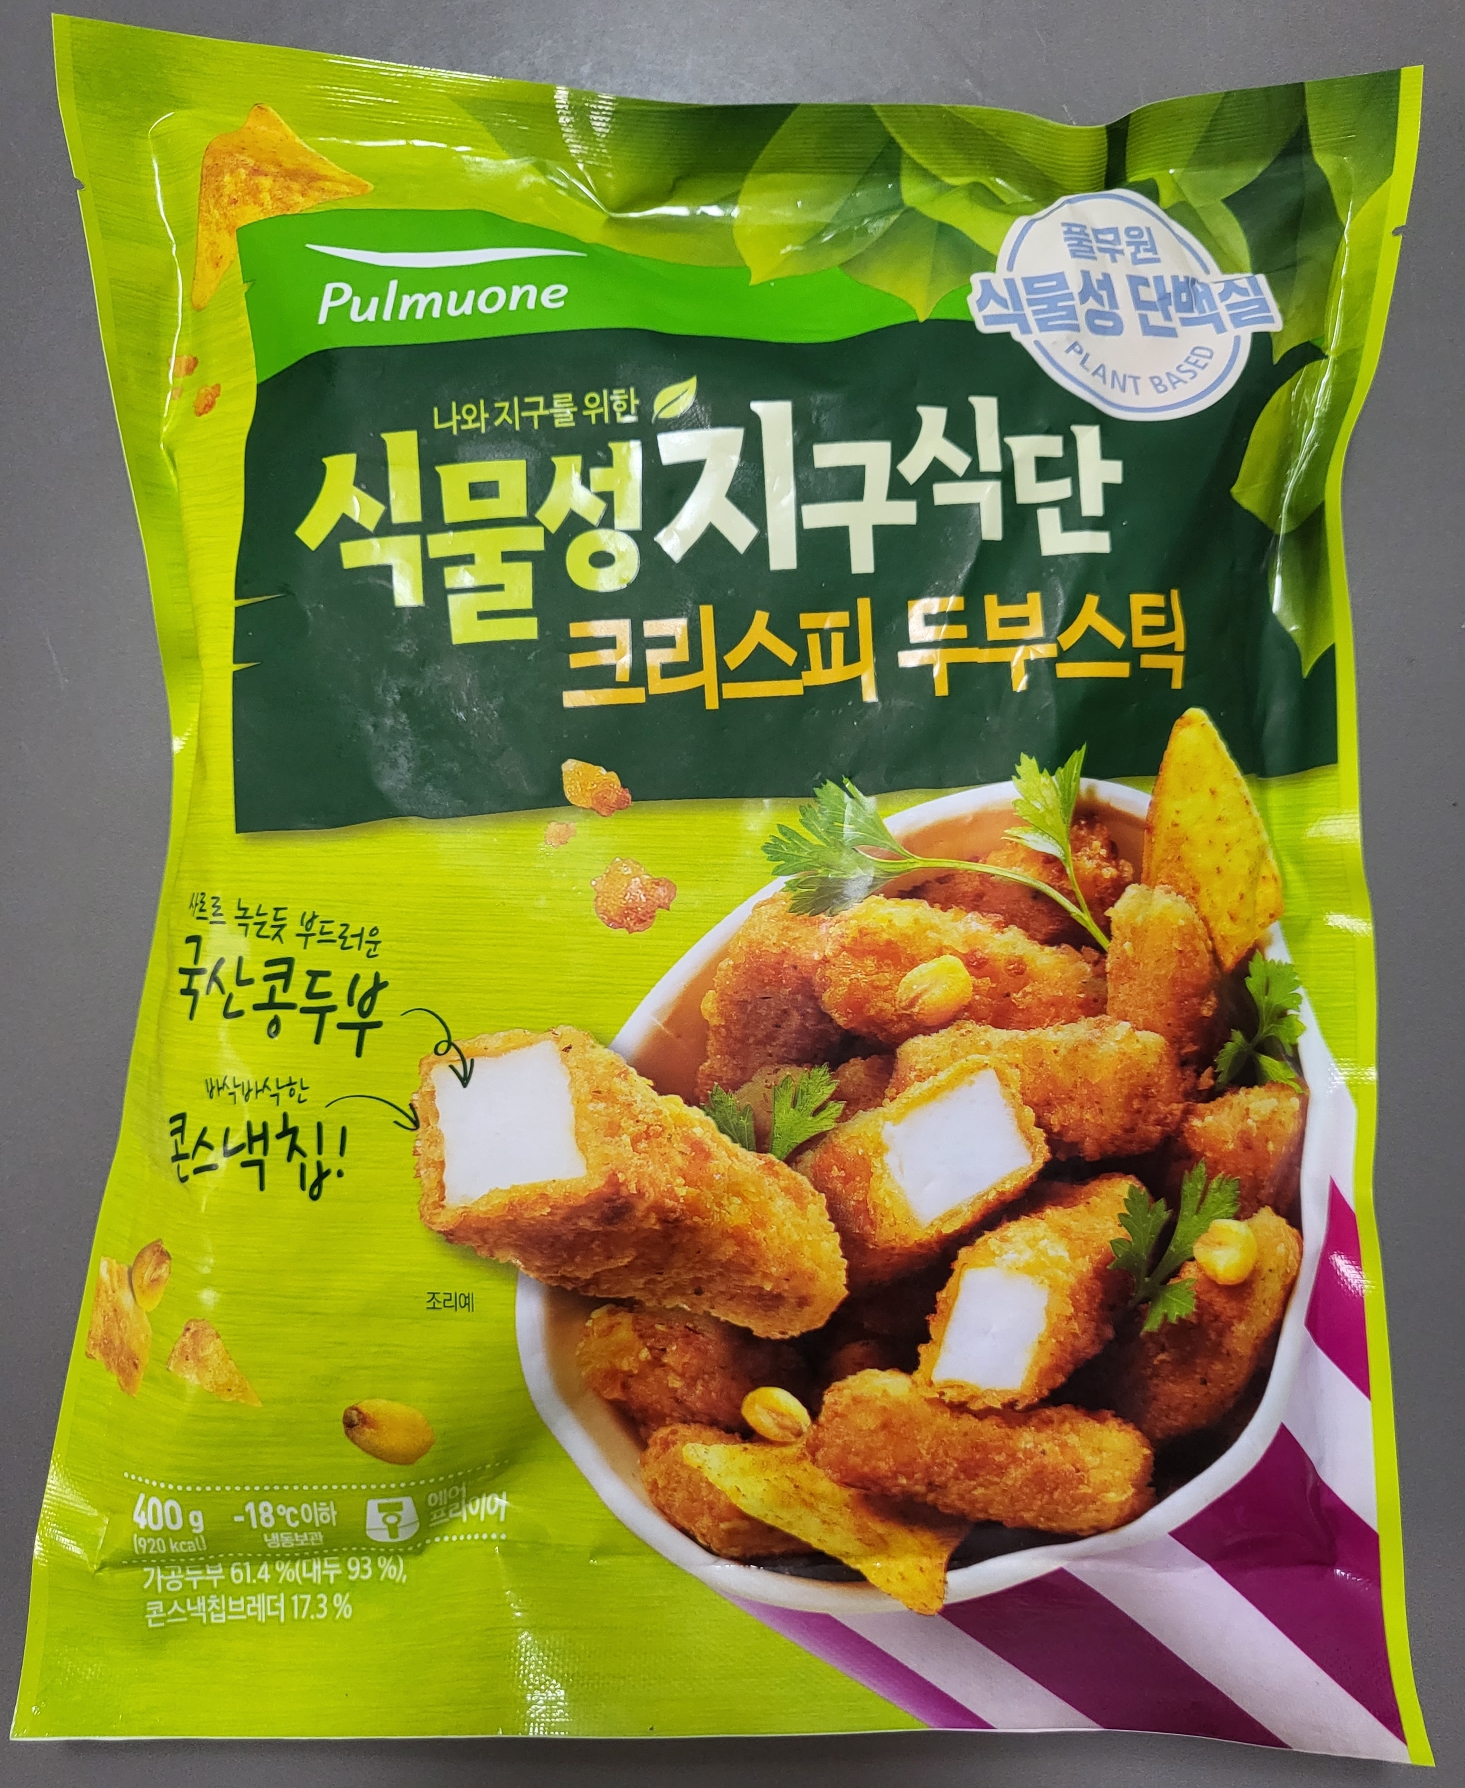 Pulmuone
풀무원
식물성 단백질
PLANT BASED
나와 지구를 위한
식물성 지구식단
크리스피 두부스틱
사르르 녹는듯 부드러운
국산콩두부
바삭바삭한
콘스낵칩!
조리예
400 g
(920 kcal)
-18℃이하
냉동보관
에어
프라이어
가공두부 61.4 %(대두 93 %),
콘스낵칩브레더 17.3 %